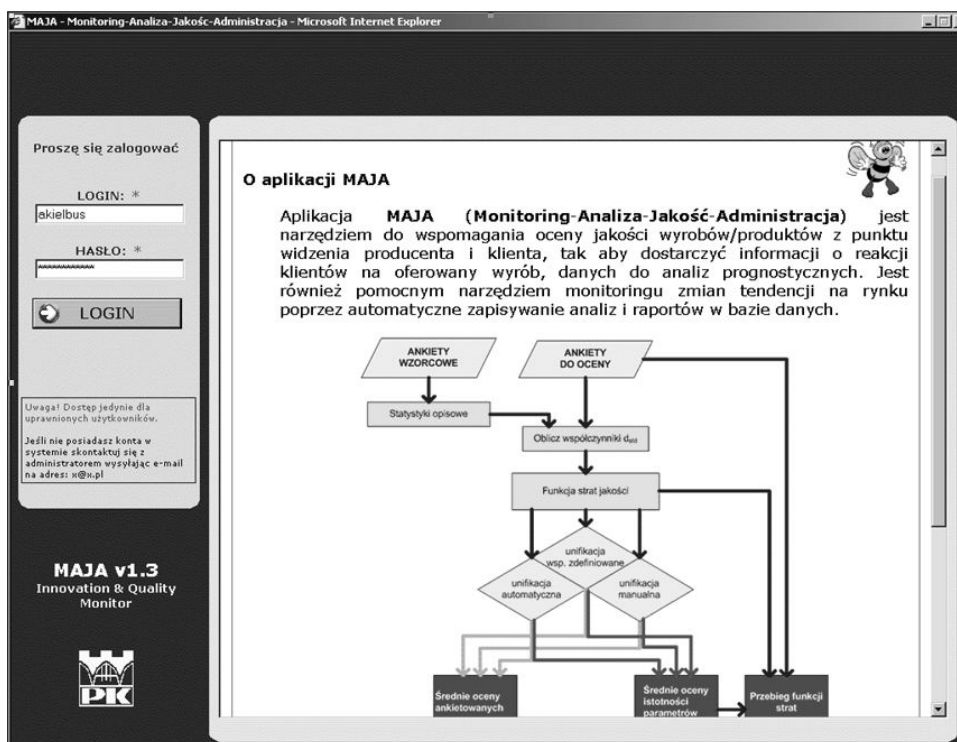 MAJA - Monitoring-Analiza-Jakośc-Administracja - Microsoft Internet Explorer
Proszę się zalogować
LOGIN: *
akielbus
HASŁO: *
************
LOGIN
Uwaga! Dostęp jedynie dla
uprawnionych użytkowników.
Jeśli nie posiadasz konta w
systemie skontaktuj się z
administratorem wysyłając e-mail
na adres: x@x.pl
MAJA v1.3
Innovation & Quality
Monitor
PK
O aplikacji MAJA
Aplikacja MAJA (Monitoring-Analiza-Jakość-Administracja) jest
narzędziem do wspomagania oceny jakości wyrobów/produktów z punktu
widzenia producenta i klienta, tak aby dostarczyć informacji o reakcji
klientów na oferowany wyrób, danych do analiz prognostycznych. Jest
również pomocnym narzędziem monitoringu zmian tendencji na rynku
poprzez automatyczne zapisywanie analiz i raportów w bazie danych.
ANKIETY
WZORCOWE
ANKIETY
DO OCENY
Statystyki opisowe
Oblicz współczynniki dstd
Funkcja strat jakości
unifikacja
wsp. zdefiniowane
unifikacja
automatyczna
unifikacja
manualna
Średnie oceny
ankietowanych
Średnie oceny
istotności
parametrów
Przebieg funkcji
strat